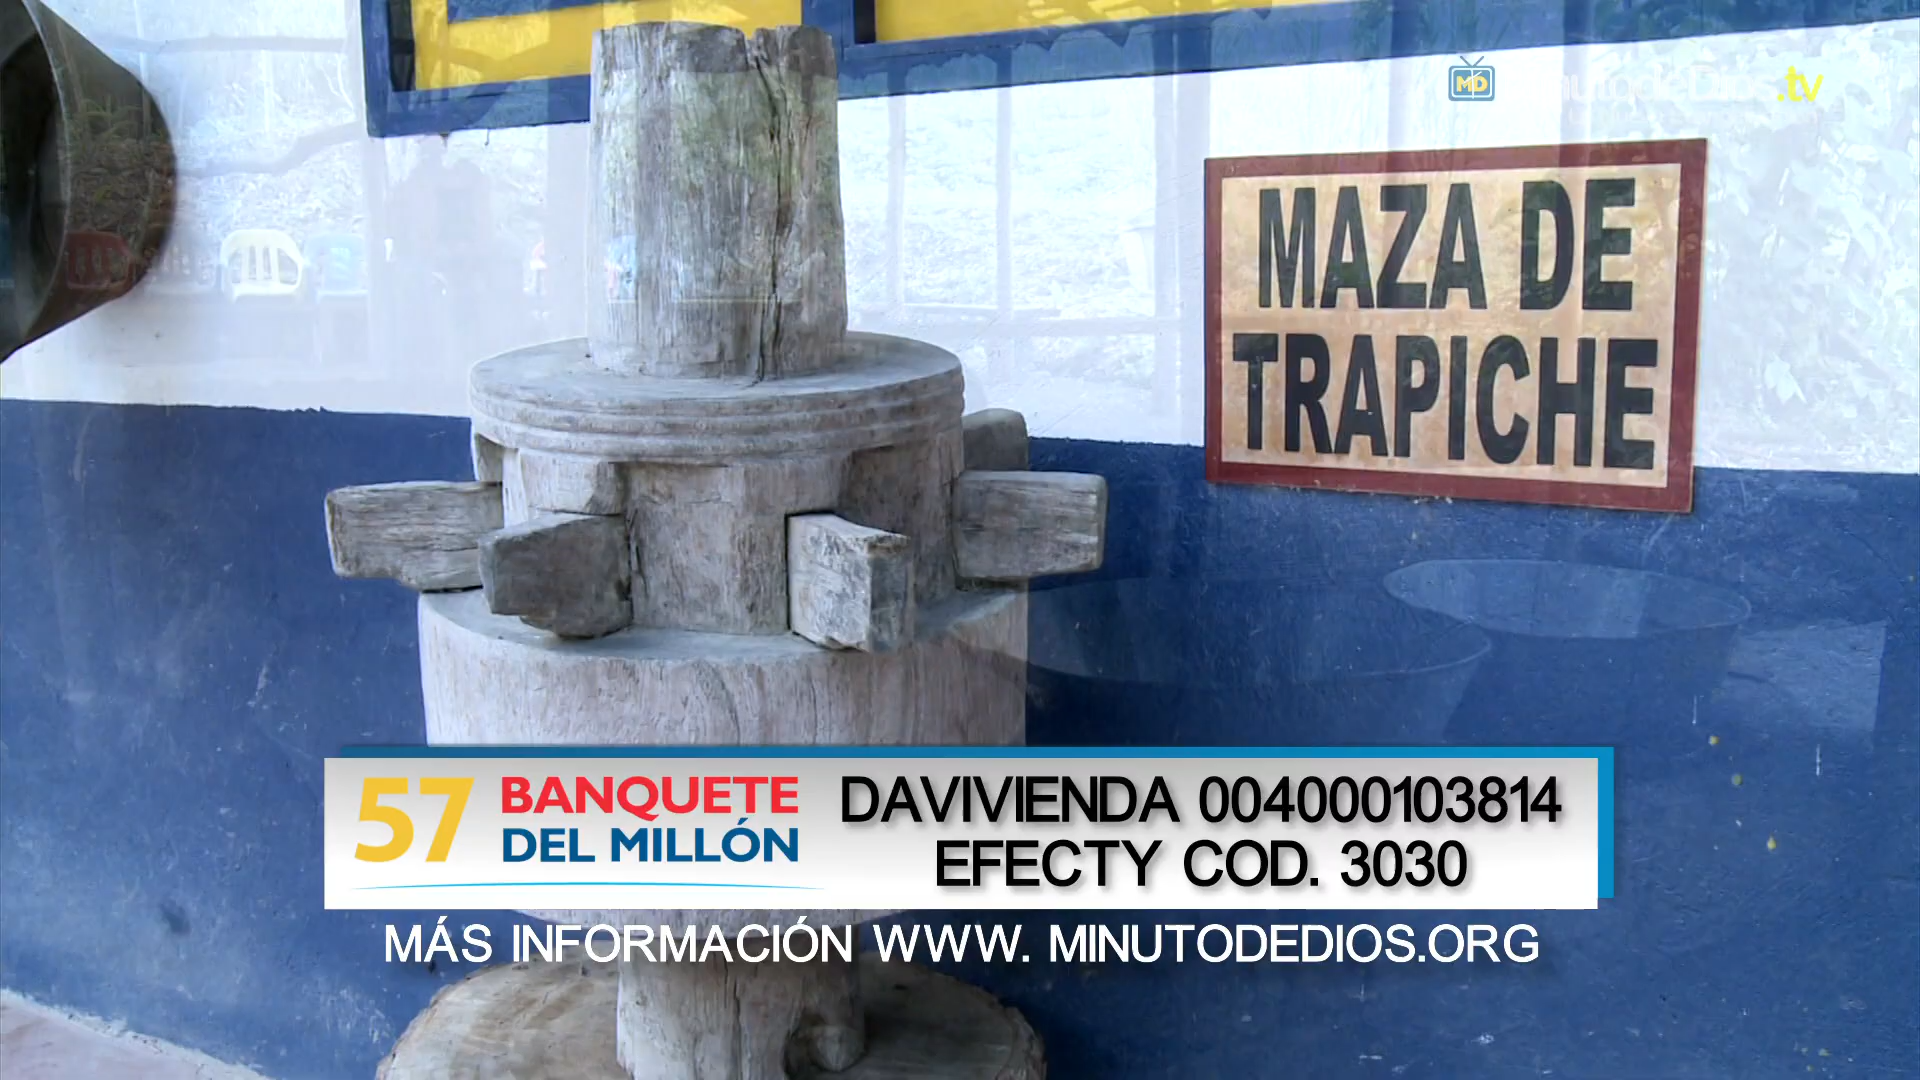 MD MinutodeDios.tv
MAZA DE
TRAPICHE
57 BANQUETE
DEL MILLÓN
DAVIVIENDA 004000103814
EFECTY COD. 3030
MÁS INFORMACIÓN WWW. MINUTODEDIOS.ORG